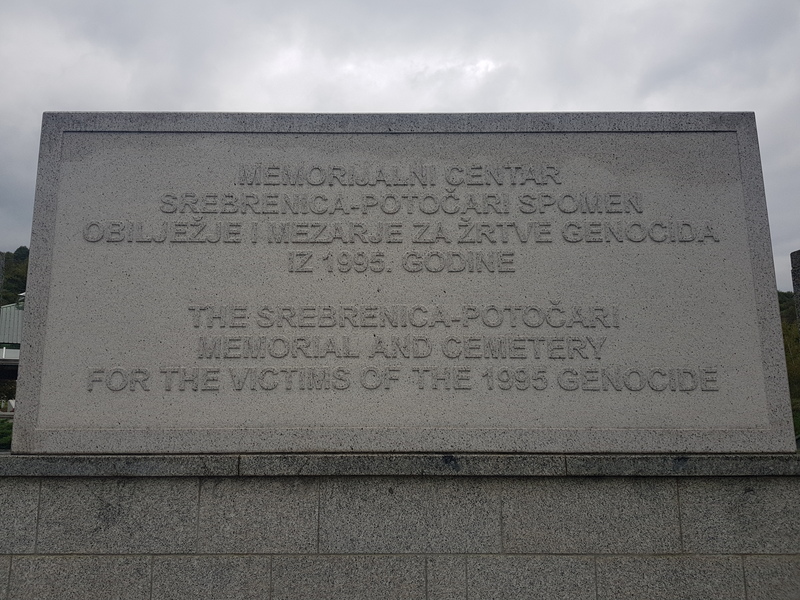 MEMORIJALNI CENTAR
SREBRENICA-POTOČARI SPOMEN
OBILJEŽJE I MEZARJE ZA ŽRTVE GENOCIDA
IZ 1995. GODINE
THE SREBRENICA-POTOČARI
MEMORIAL AND CEMETERY
FOR THE VICTIMS OF THE 1995 GENOCIDE